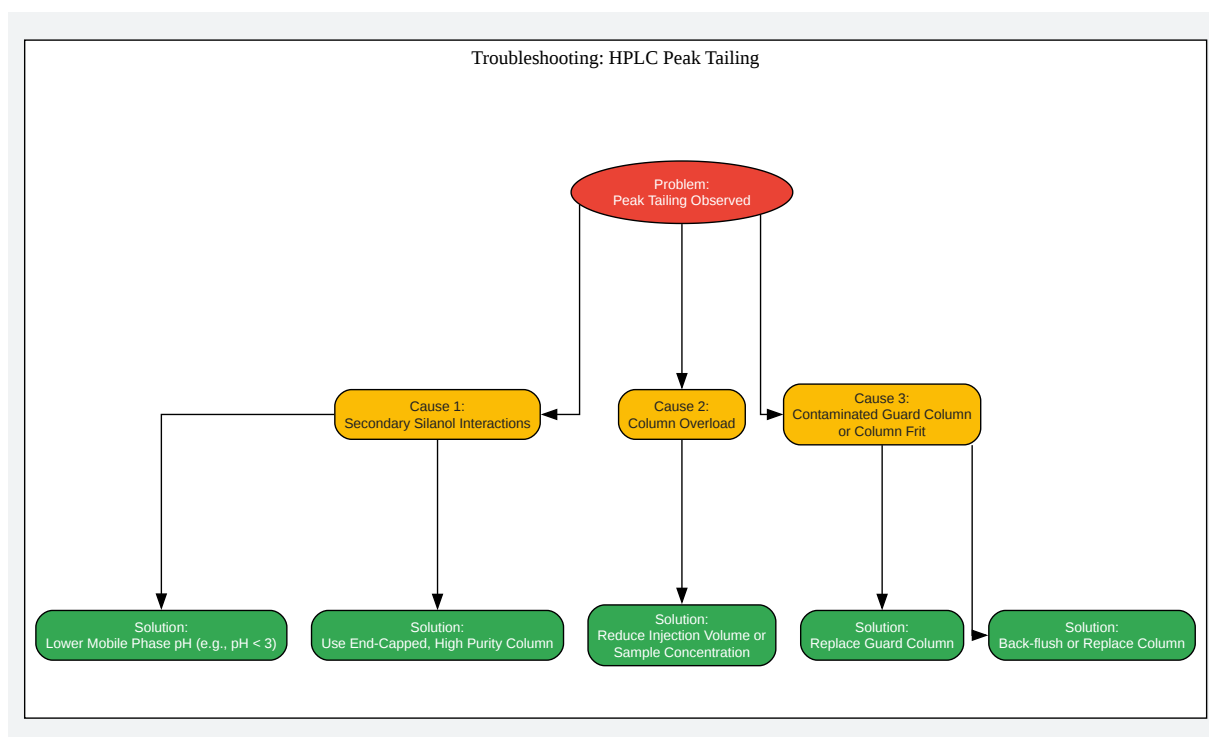 Troubleshooting: HPLC Peak Tailing
Problem:
Peak Tailing Observed
Cause 1:
Secondary Silanol Interactions
Cause 2:
Column Overload
Cause 3:
Contaminated Guard Column
or Column Frit
Solution:
Lower Mobile Phase pH (e.g., pH < 3)
Solution:
Use End-Capped, High Purity Column
Solution:
Reduce Injection Volume or
Sample Concentration
Solution:
Replace Guard Column
Solution:
Back-flush or Replace Column